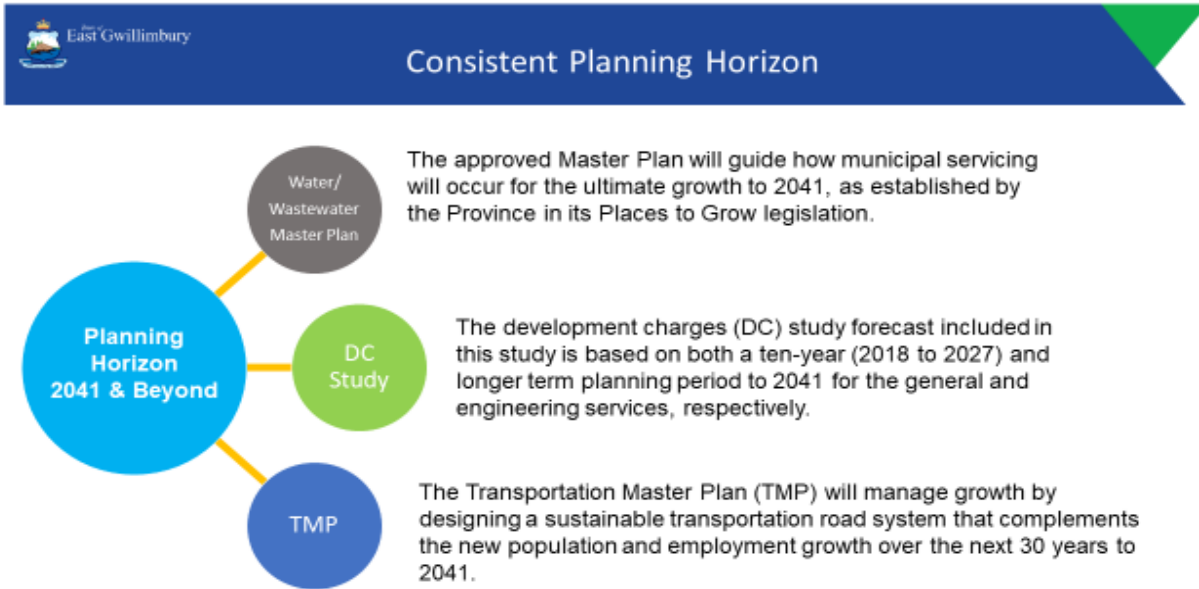 Town of
East Gwillimbury
Consistent Planning Horizon
Water/
Wastewater
Master Plan
The approved Master Plan will guide how municipal servicing
will occur for the ultimate growth to 2041, as established by
the Province in its Places to Grow legislation.
Planning
Horizon
2041 & Beyond
DC
Study
The development charges (DC) study forecast included in
this study is based on both a ten-year (2018 to 2027) and
longer term planning period to 2041 for the general and
engineering services, respectively.
TMP
The Transportation Master Plan (TMP) will manage growth by
designing a sustainable transportation road system that complements
the new population and employment growth over the next 30 years to
2041.